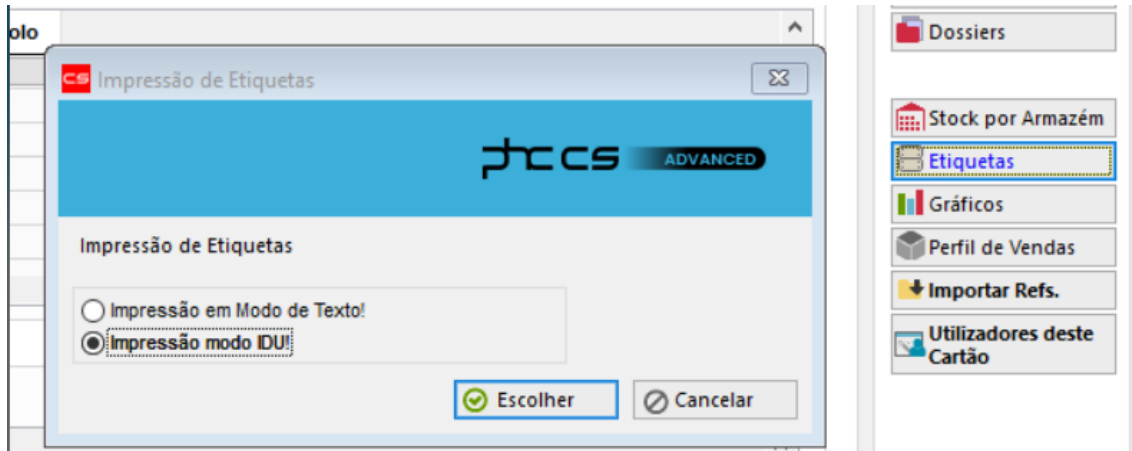 olo
CS Impressão de Etiquetas
phc cs ADVANCED
Impressão de Etiquetas
Impressão em Modo de Texto!
Impressão modo IDU!
Escolher
Cancelar
Dossiers
Stock por Armazém
Etiquetas
Gráficos
Perfil de Vendas
Importar Refs.
Utilizadores deste
Cartão